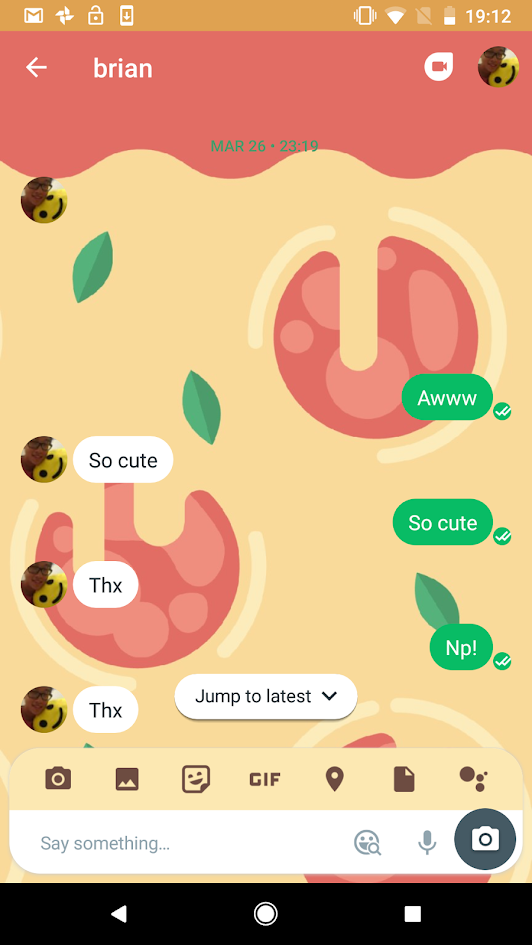 19:12
brian
MAR 26 • 23:19
Awww
So cute
So cute
Thx
Np!
Jump to latest
Thx
GIF
Say something...